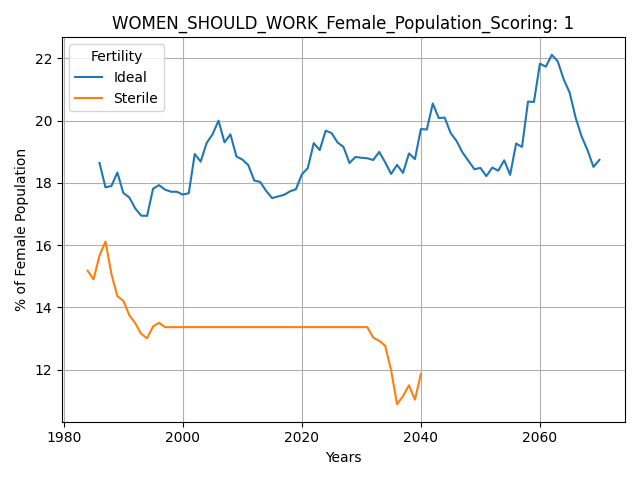 WOMEN_SHOULD_WORK_Female_Population_Scoring: 1
Fertility
Ideal
Sterile
% of Female Population
22
20
18
16
14
12
1980
2000
2020
2040
2060
Years